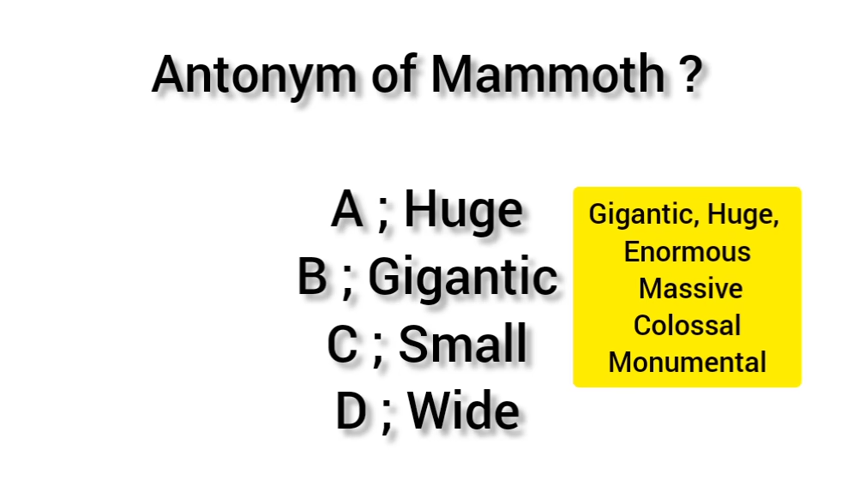 Antonym of Mammoth ?
A ; Huge
B ; Gigantic
C ; Small
D ; Wide
Gigantic, Huge,
Enormous
Massive
Colossal
Monumental